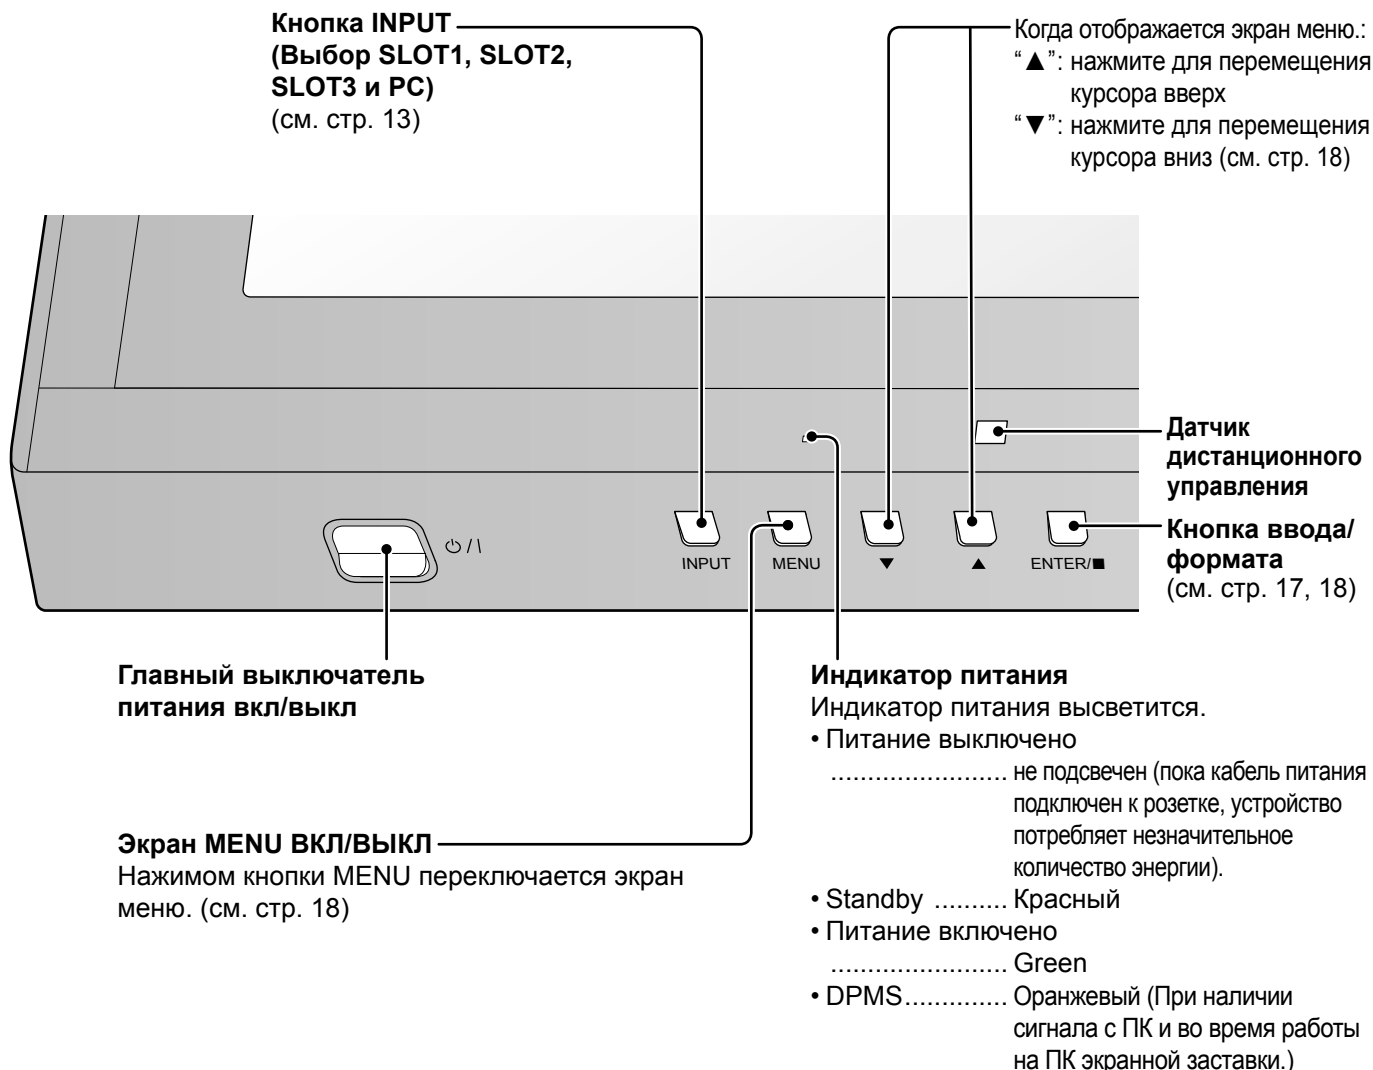 Кнопка INPUT
(Выбор SLOT1, SLOT2,
SLOT3 и PC)
(см. стр. 13)
Когда отображается экран меню.:
“▲”: нажмите для перемещения
курсора вверх
“▼”: нажмите для перемещения
курсора вниз (см. стр. 18)
Датчик
дистанционного
управления
Кнопка ввода/
формата
(см. стр. 17, 18)
⏻ / |
INPUT
MENU
▼
▲
ENTER/■
Главный выключатель
питания вкл/выкл
Экран MENU ВКЛ/ВЫКЛ
Нажимом кнопки MENU переключается экран
меню. (см. стр. 18)
Индикатор питания
Индикатор питания высветится.
• Питание выключено
........................ не подсвечен (пока кабель питания
подключен к розетке, устройство
потребляет незначительное
количество энергии).
• Standby .......... Красный
• Питание включено
........................ Green
• DPMS.............. Оранжевый (При наличии
сигнала с ПК и во время работы
на ПК экранной заставки.)